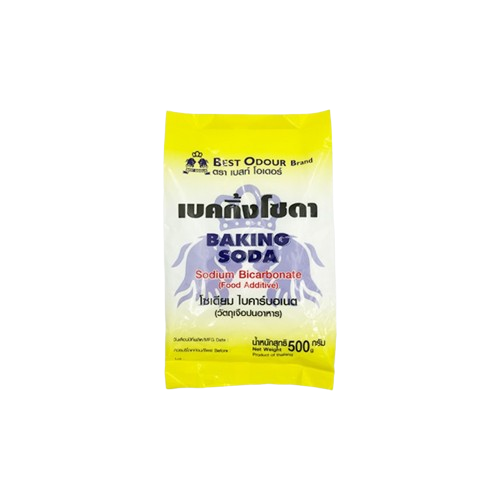 BEST ODOUR Brand
ตรา เบสท์ โอเดอร์
เบคกิ้งโซดา
BAKING
SODA
Sodium Bicarbonate
(Food Additive)
โซเดียม ไบคาร์บอเนต
(วัตถุเจือปนอาหาร)
น้ำหนักสุทธิ 500 กรัม
Net Weight g
Product of Thailand